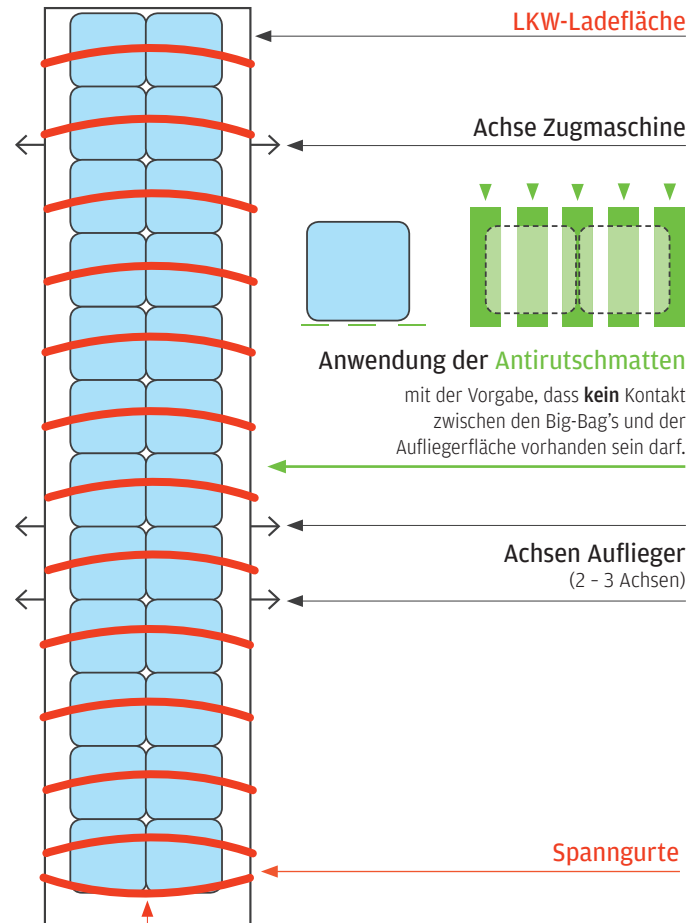 LKW-Ladefläche
Achse Zugmaschine
Anwendung der Antirutschmatten
mit der Vorgabe, dass kein Kontakt
zwischen den Big-Bag's und der
Aufliegerfläche vorhanden sein darf.
Achsen Auflieger
(2 - 3 Achsen)
Spanngurte